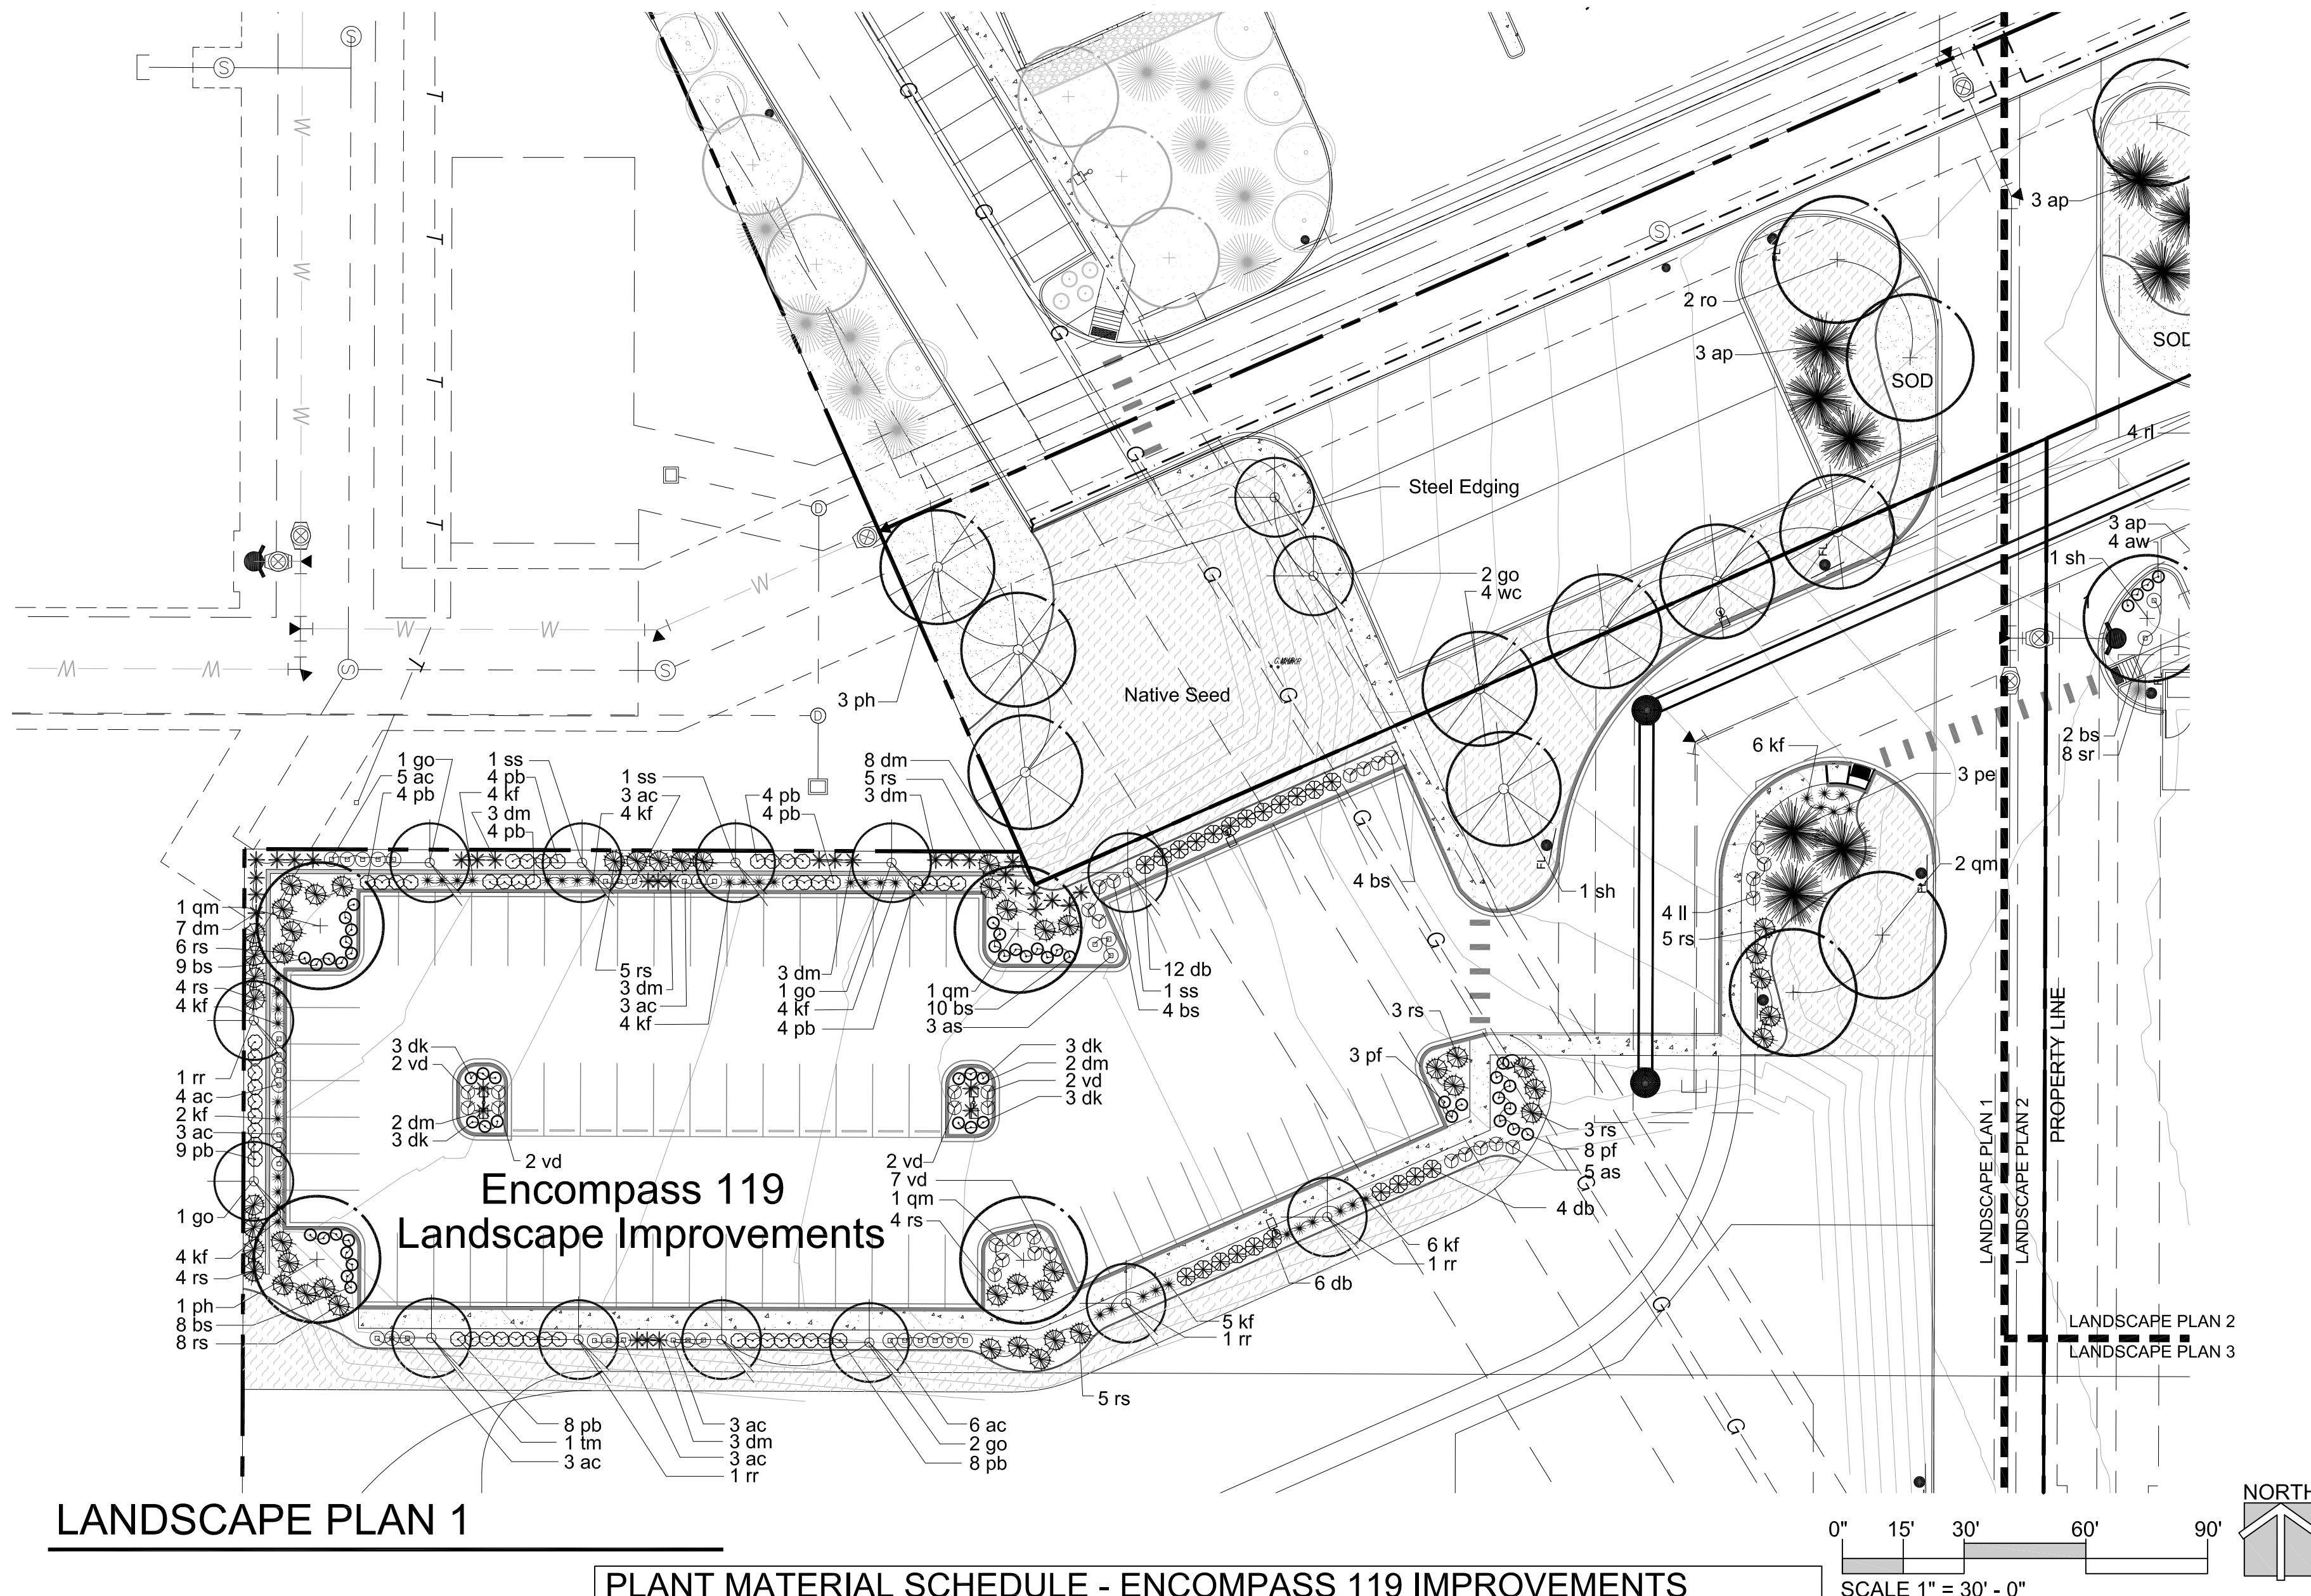 3 ap
2 ro
3 ap
SOD
SOD
4 rl
Steel Edging
3 ap
4 aw
1 sh
2 go
4 wc
Native Seed
3 ph
2 bs
8 sr
6 kf
3 pe
1 go
5 ac
4 pb
1 ss
4 pb
4 kf
3 dm
4 pb
1 ss
3 ac
4 kf
4 pb
4 pb
8 dm
5 rs
3 dm
4 bs
1 sh
2 qm
4 ll
5 rs
1 qm
7 dm
6 rs
9 bs
4 rs
4 kf
5 rs
3 dm
3 ac
4 kf
3 dm
1 go
4 kf
4 pb
1 qm
10 bs
3 as
12 db
1 ss
4 bs
3 rs
3 pf
3 dk
2 vd
2 dm
3 dk
2 vd
3 dk
2 dm
2 vd
3 dk
1 rr
4 ac
2 kf
3 ac
9 pb
1 go
4 kf
4 rs
1 ph
8 bs
8 rs
2 vd
7 vd
1 qm
4 rs
3 rs
8 pf
5 as
4 db
Encompass 119
Landscape Improvements
6 kf
1 rr
6 db
5 kf
1 rr
5 rs
8 pb
1 tm
3 ac
3 ac
3 dm
3 ac
1 rr
6 ac
2 go
8 pb
LANDSCAPE PLAN 1
LANDSCAPE PLAN 2
PROPERTY LINE
LANDSCAPE PLAN 2
LANDSCAPE PLAN 3
LANDSCAPE PLAN 1
NORTH
0" 15' 30' 60' 90'
SCALE 1" = 30' - 0"
PLANT MATERIAL SCHEDULE - ENCOMPASS 119 IMPROVEMENTS